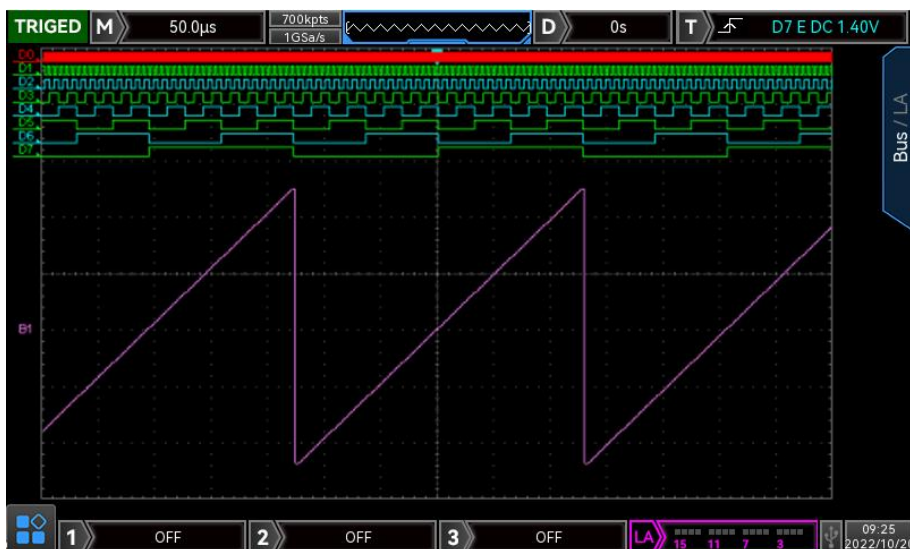 TRIGED M 50.0μs 700kpts D 0s T D7 E DC 1.40V
1GSa/s
D0
D1
D2
D3
D4
D5
D6
D7
Bus / LA
B1
1 OFF 2 OFF 3 OFF LA 15 11 7 3 09:25
2022/10/20